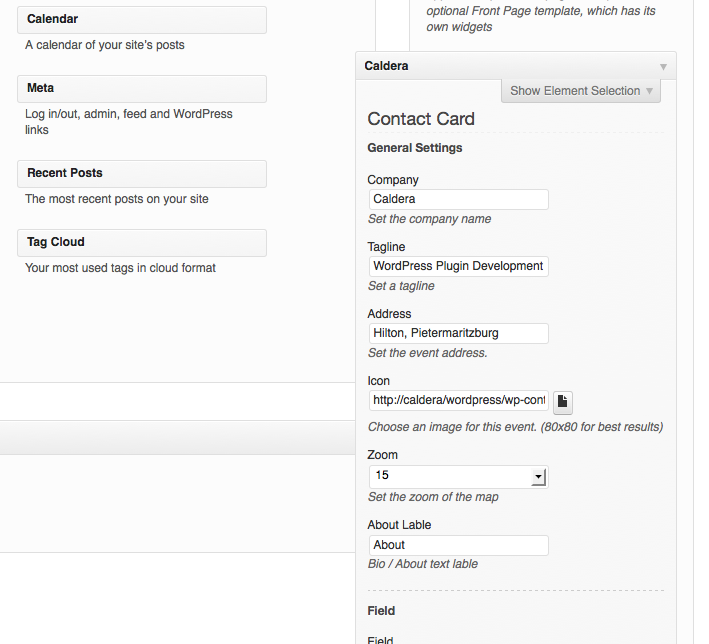 Calendar
A calendar of your site's posts
Meta
Log in/out, admin, feed and WordPress
links
Recent Posts
The most recent posts on your site
Tag Cloud
Your most used tags in cloud format
optional Front Page template, which has its
own widgets
Caldera
Show Element Selection
Contact Card
General Settings
Company
Caldera
Set the company name
Tagline
WordPress Plugin Development
Set a tagline
Address
Hilton, Pietermaritzburg
Set the event address.
Icon
http://caldera/wordpress/wp-cont
Choose an image for this event. (80x80 for best results)
Zoom
15
Set the zoom of the map
About Lable
About
Bio / About text lable
Field
Field